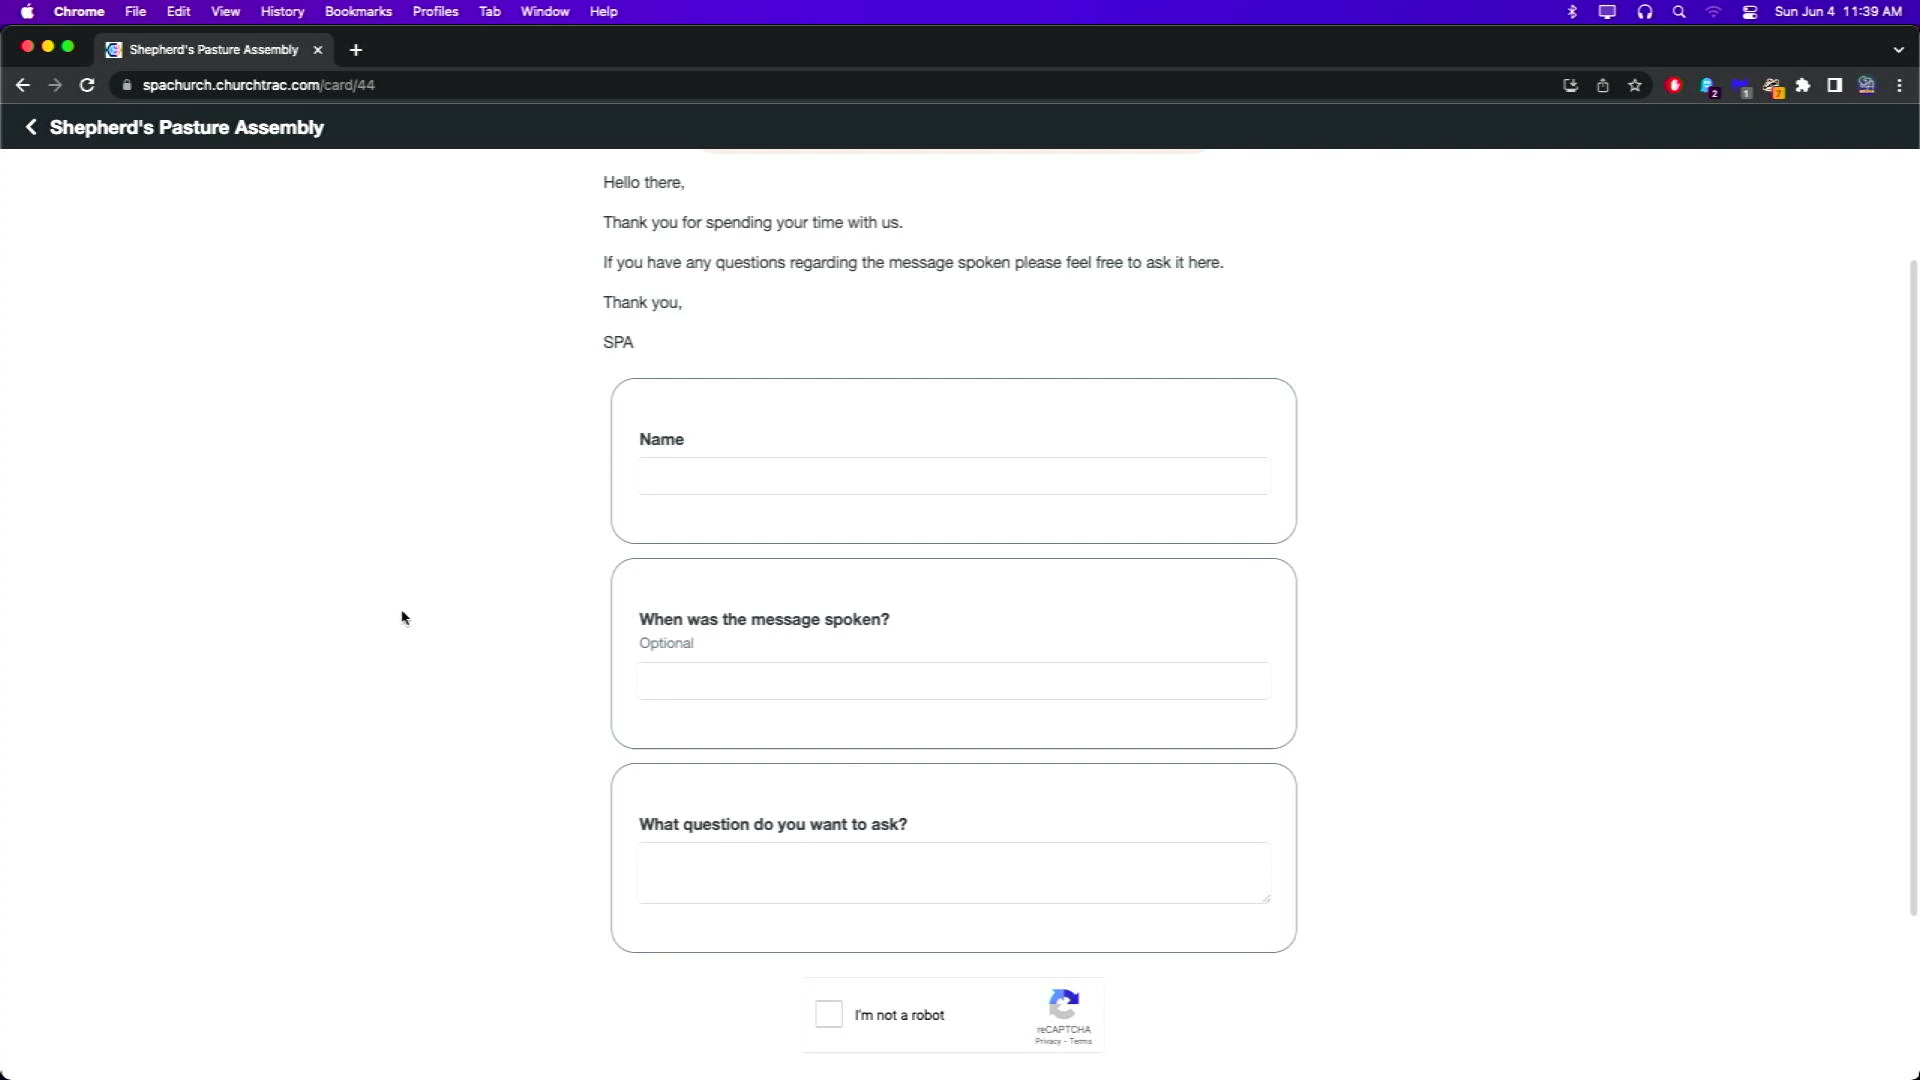 Chrome File Edit View History Bookmarks Profiles Tab Window Help Sun Jun 4 11:39 AM
Shepherd's Pasture Assembly
spachurch.churchtrac.com/card/44
2 1 7
Shepherd's Pasture Assembly
Hello there,
Thank you for spending your time with us.
If you have any questions regarding the message spoken please feel free to ask it here.
Thank you,
SPA
Name
When was the message spoken?
Optional
What question do you want to ask?
I'm not a robot
reCAPTCHA
Privacy - Terms